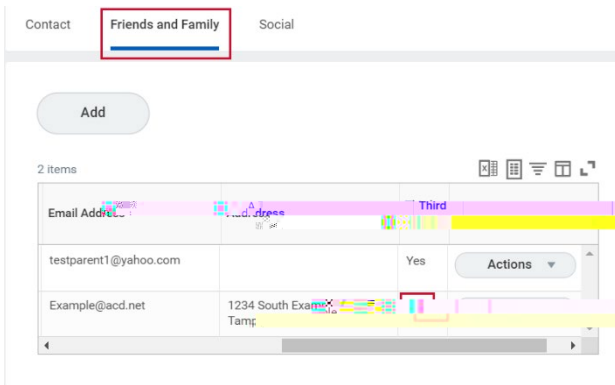 Contact Friends and Family Social
Add
2 items
Email Address Address Third
testparent1@yahoo.com Yes Actions
Example@acd.net 1234 South